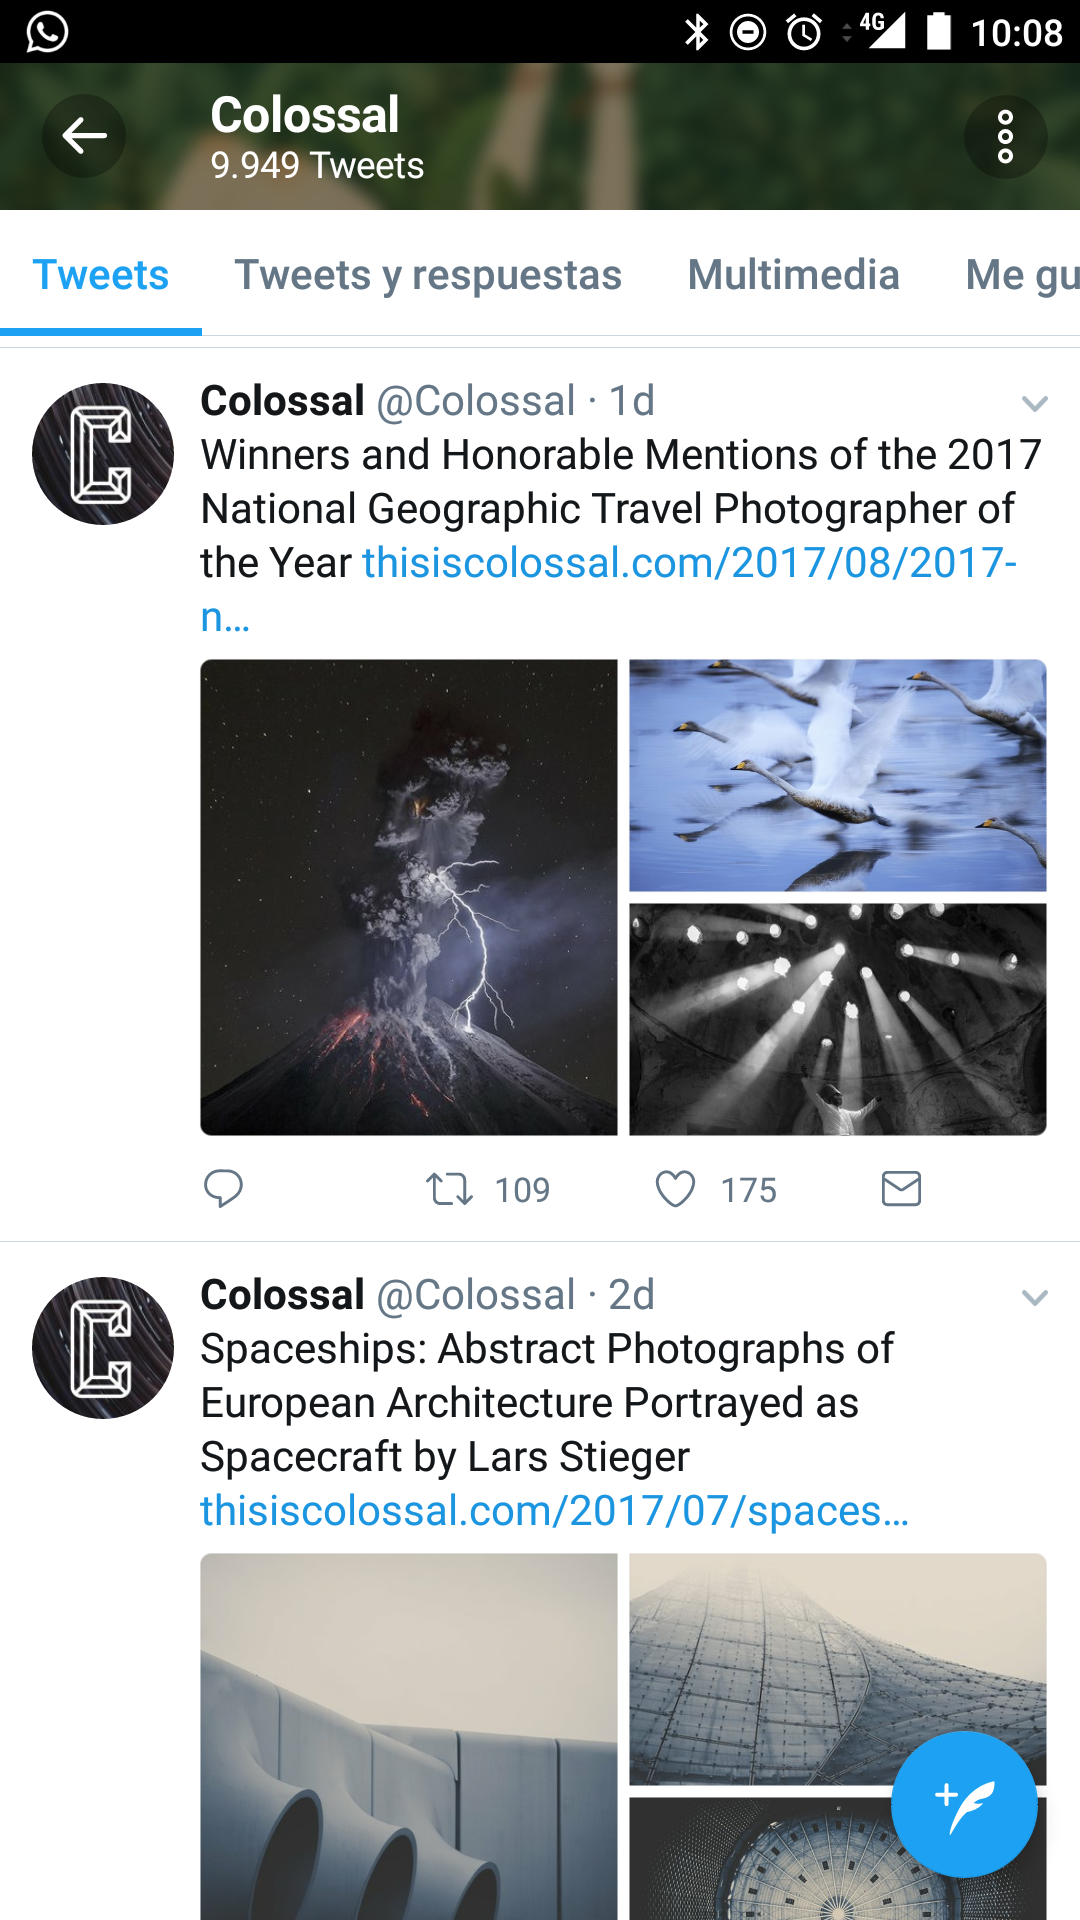 4G 10:08
Colossal
9.949 Tweets
Tweets Tweets y respuestas Multimedia Me gu
Colossal @Colossal · 1d
Winners and Honorable Mentions of the 2017
National Geographic Travel Photographer of
the Year thisiscolossal.com/2017/08/2017-
n…
109 175
Colossal @Colossal · 2d
Spaceships: Abstract Photographs of
European Architecture Portrayed as
Spacecraft by Lars Stieger
thisiscolossal.com/2017/07/spaces…